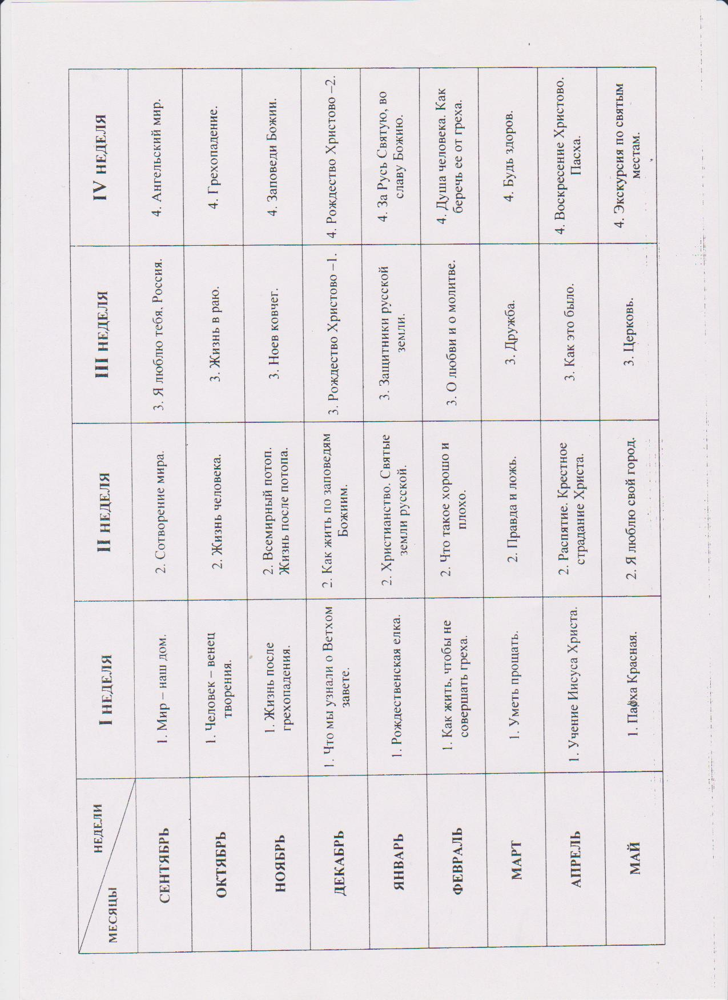 НЕДЕЛИ
МЕСЯЦЫ
I НЕДЕЛЯ
II НЕДЕЛЯ
III НЕДЕЛЯ
IV НЕДЕЛЯ
СЕНТЯБРЬ
1. Мир – наш дом.
2. Сотворение мира.
3. Я люблю тебя, Россия.
4. Ангельский мир.
ОКТЯБРЬ
1. Человек – венец
творения.
2. Жизнь человека.
3. Жизнь в раю.
4. Грехопадение.
НОЯБРЬ
1. Жизнь после
грехопадения.
2. Всемирный потоп.
Жизнь после потопа.
3. Ноев ковчег.
4. Заповеди Божии.
ДЕКАБРЬ
1. Что мы узнали о Ветхом
завете.
2. Как жить по заповедям
Божиим.
3. Рождество Христово –1.
4. Рождество Христово –2.
ЯНВАРЬ
1. Рождественская елка.
2. Христианство. Святые
земли русской.
3. Защитники русской
земли.
4. За Русь Святую, во
славу Божию.
ФЕВРАЛЬ
1. Как жить, чтобы не
совершать греха.
2. Что такое хорошо и
плохо.
3. О любви и о молитве.
4. Душа человека. Как
беречь ее от греха.
МАРТ
1. Уметь прощать.
2. Правда и ложь.
3. Дружба.
4. Будь здоров.
АПРЕЛЬ
1. Учение Иисуса Христа.
2. Распятие. Крестное
страдание Христа.
3. Как это было.
4. Воскресение Христово.
Пасха.
МАЙ
1. Пасха Красная.
2. Я люблю свой город.
3. Церковь.
4. Экскурсия по святым
местам.